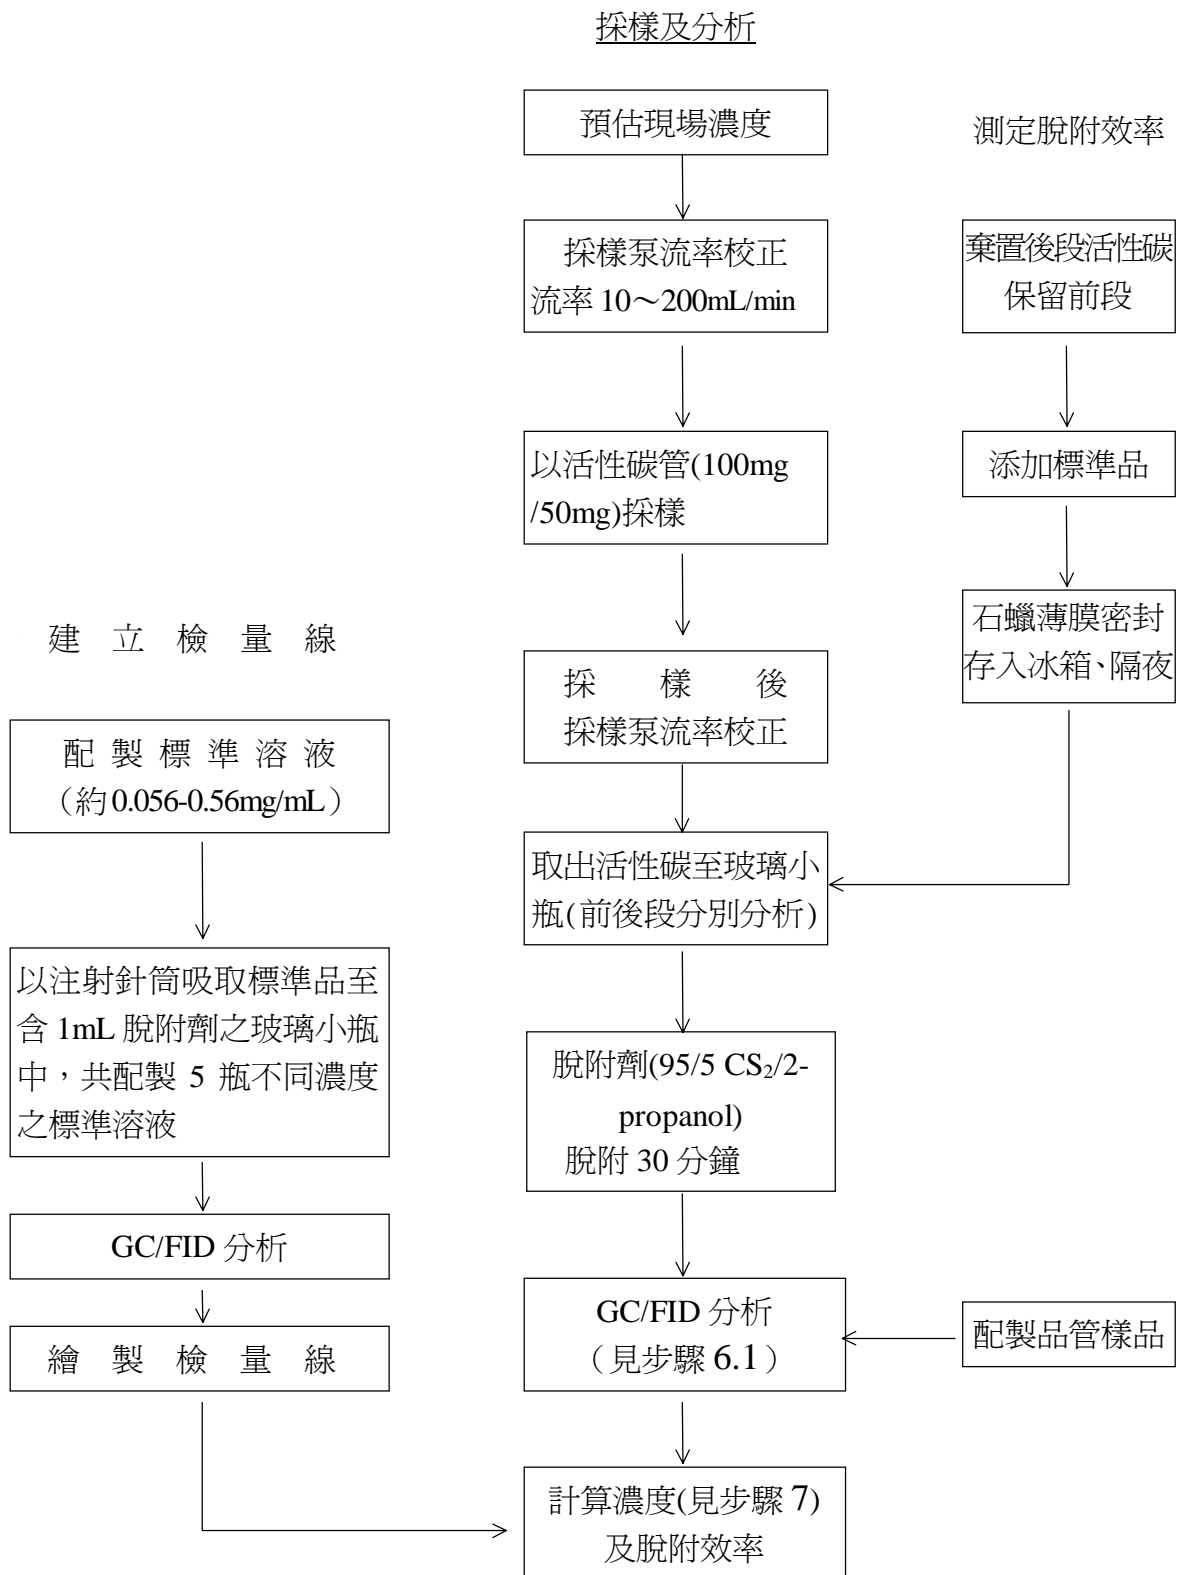 採樣及分析
預估現場濃度
採樣泵流率校正
流率 10～200mL/min
以活性碳管(100mg
/50mg)採樣
採樣後
採樣泵流率校正
取出活性碳至玻璃小
瓶(前後段分別分析)
脫附劑(95/5 CS₂/2-
propanol)
脫附 30 分鐘
GC/FID 分析
（見步驟 6.1）
計算濃度(見步驟 7)
及脫附效率
測定脫附效率
棄置後段活性碳
保留前段
添加標準品
石蠟薄膜密封
存入冰箱、隔夜
配製品管樣品
建立檢量線
配製標準溶液
（約 0.056-0.56mg/mL）
以注射針筒吸取標準品至
含 1mL 脫附劑之玻璃小瓶
中，共配製 5 瓶不同濃度
之標準溶液
GC/FID 分析
繪製檢量線